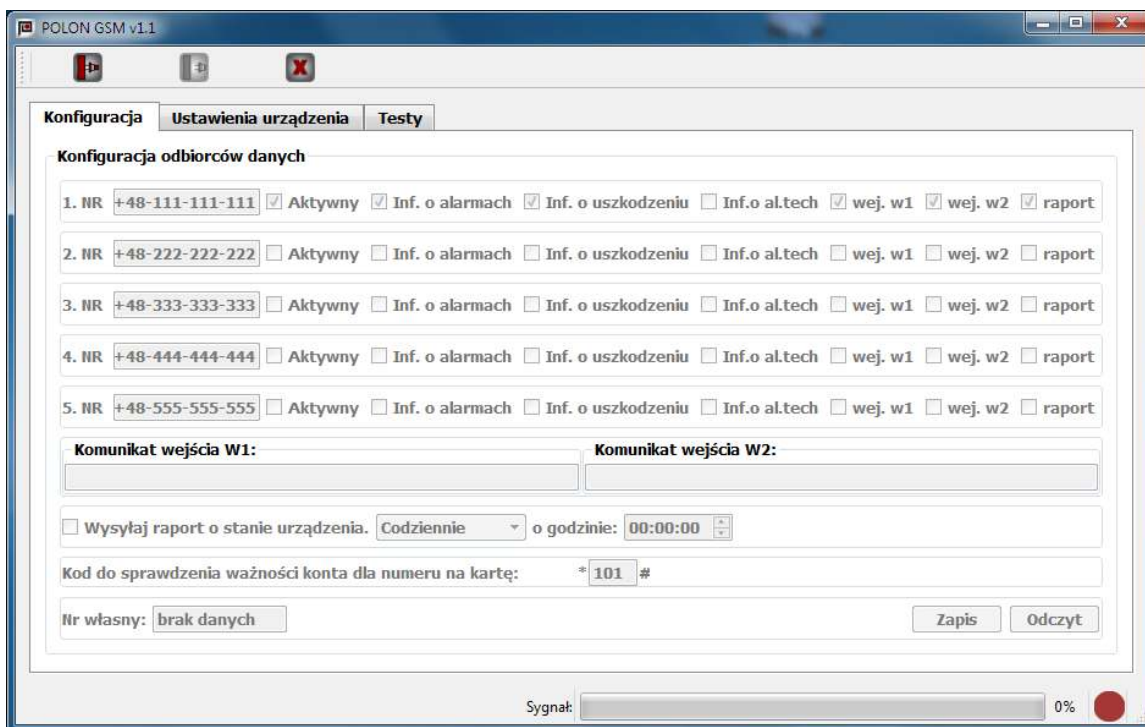 POLON GSM v1.1
Konfiguracja Ustawienia urządzenia Testy
Konfiguracja odbiorców danych
1. NR +48-111-111-111 Aktywny Inf. o alarmach Inf. o uszkodzeniu Inf.o al.tech wej. w1 wej. w2 raport
2. NR +48-222-222-222 Aktywny Inf. o alarmach Inf. o uszkodzeniu Inf.o al.tech wej. w1 wej. w2 raport
3. NR +48-333-333-333 Aktywny Inf. o alarmach Inf. o uszkodzeniu Inf.o al.tech wej. w1 wej. w2 raport
4. NR +48-444-444-444 Aktywny Inf. o alarmach Inf. o uszkodzeniu Inf.o al.tech wej. w1 wej. w2 raport
5. NR +48-555-555-555 Aktywny Inf. o alarmach Inf. o uszkodzeniu Inf.o al.tech wej. w1 wej. w2 raport
Komunikat wejścia W1: Komunikat wejścia W2:
Wysyłaj raport o stanie urządzenia. Codziennie o godzinie: 00:00:00
Kod do sprawdzenia ważności konta dla numeru na kartę: * 101 #
Nr własny: brak danych Zapis Odczyt
Sygnał: 0%